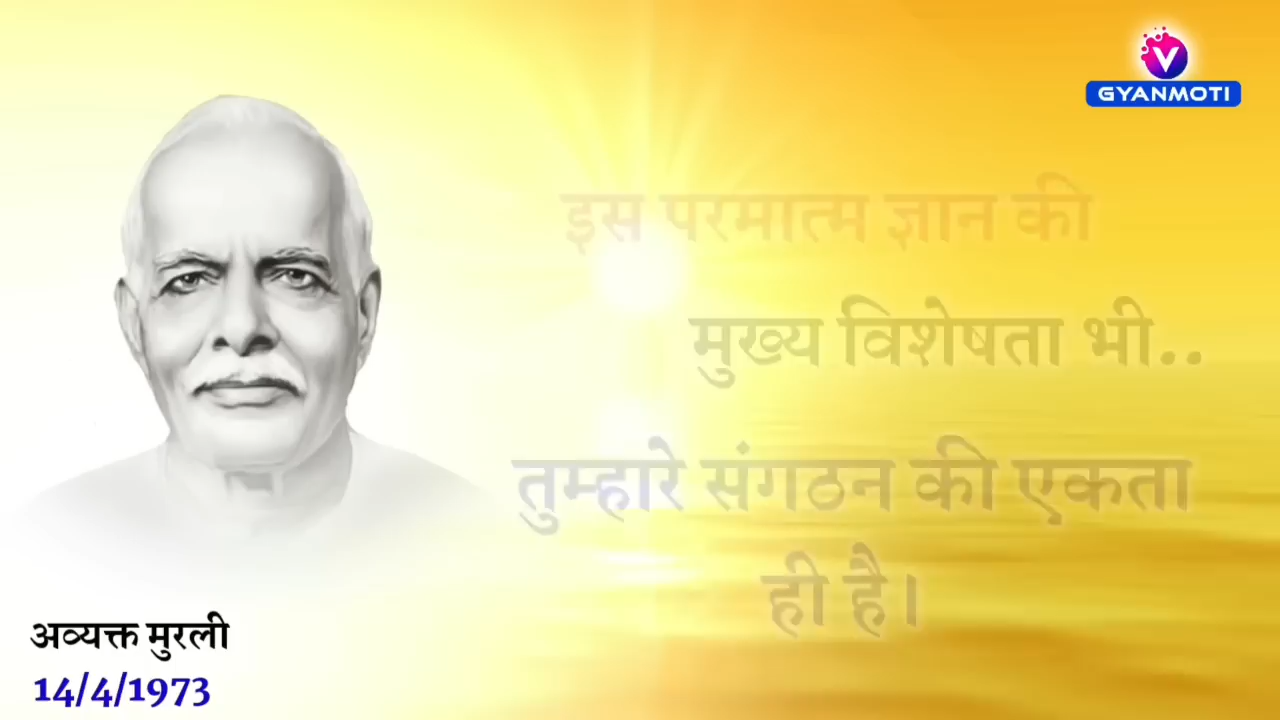 V
GYANMOTI
इस परमात्म ज्ञान की
मुख्य विशेषता भी..
तुम्हारे संगठन की एकता
ही है।
अव्यक्त मुरली
14/4/1973